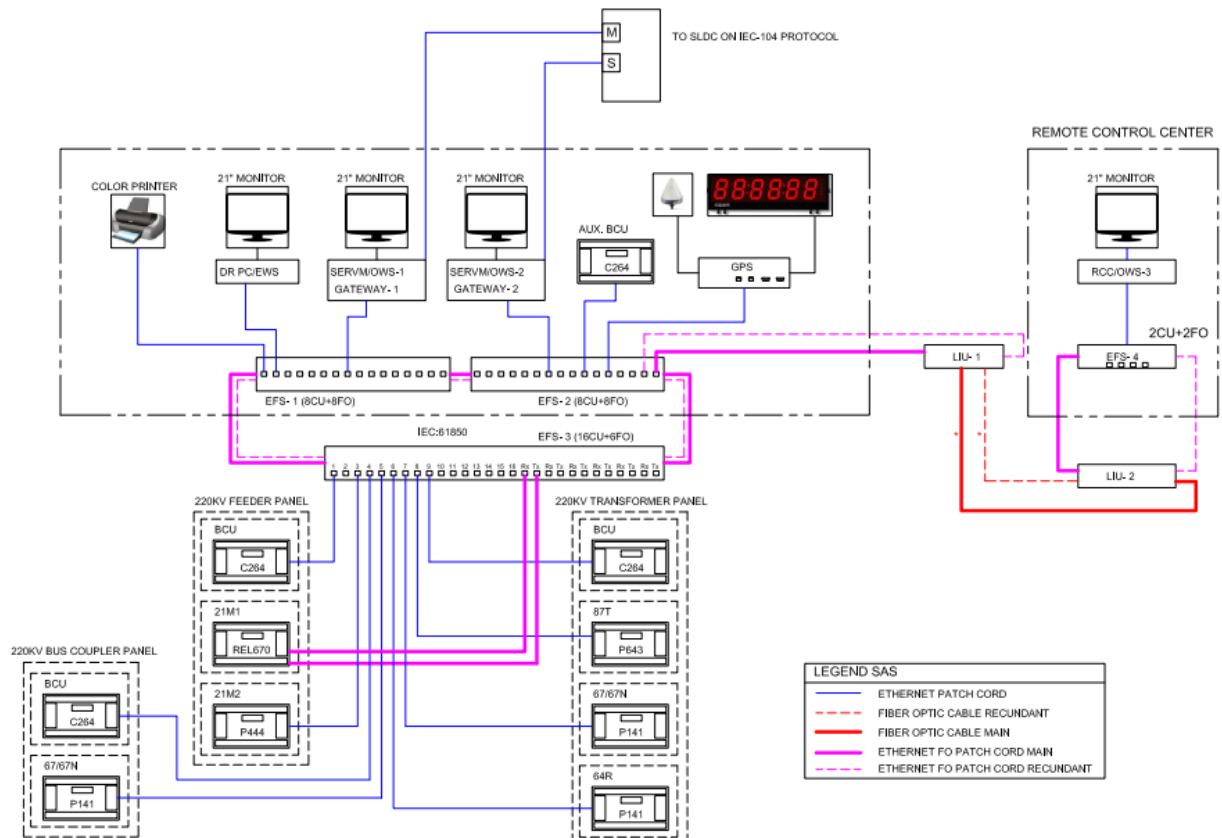 M
TO SLDC ON IEC-104 PROTOCOL
S
REMOTE CONTROL CENTER
COLOR PRINTER
21" MONITOR
21" MONITOR
21" MONITOR
21" MONITOR
AUX. BCU
C264
88:88:88
DR PC/EWS
SERVM/OWS-1
GATEWAY- 1
SERVM/OWS-2
GATEWAY- 2
GPS
RCC/OWS-3
2CU+2FO
LIU- 1
EFS- 4
EFS- 1 (8CU+8FO)
EFS- 2 (8CU+8FO)
IEC:61850
EFS- 3 (16CU+6FO)
1 2 3 4 5 6 7 8 9 10 11 12 13 14 15 16 Rx Tx Rx Tx Rx Tx Rx Tx Rx Tx Rx Tx
LIU- 2
220KV FEEDER PANEL
BCU
C264
21M1
REL670
21M2
P444
220KV TRANSFORMER PANEL
BCU
C264
87T
P643
67/67N
P141
64R
P141
220KV BUS COUPLER PANEL
BCU
C264
67/67N
P141
LEGEND SAS
ETHERNET PATCH CORD
FIBER OPTIC CABLE RECUNDANT
FIBER OPTIC CABLE MAIN
ETHERNET FO PATCH CORD MAIN
ETHERNET FO PATCH CORD RECUNDANT